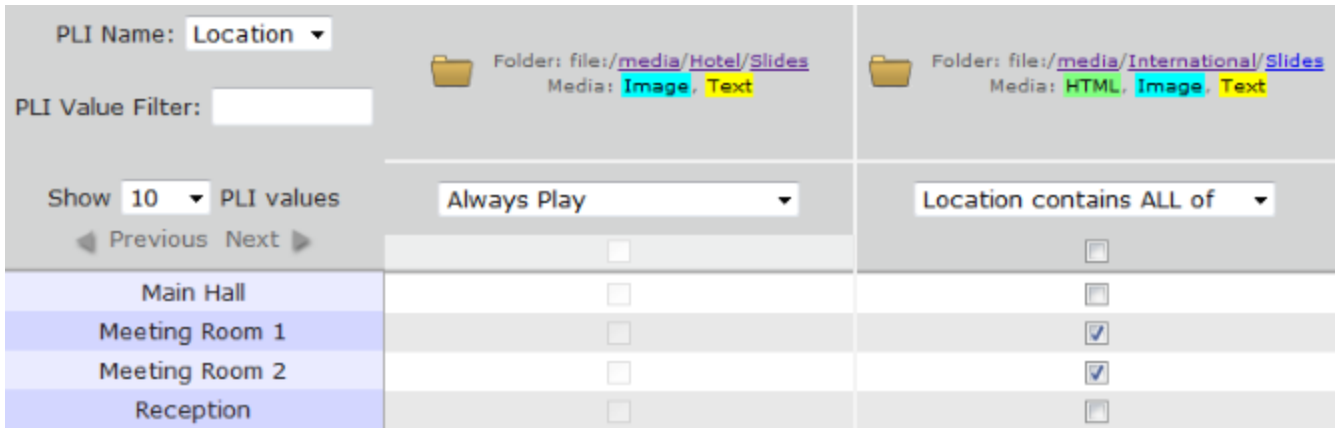 PLI Name: Location
PLI Value Filter:
Folder: file:/media/Hotel/Slides
Media: Image, Text
Folder: file:/media/International/Slides
Media: HTML, Image, Text
Show 10 PLI values
Previous Next
Always Play
Location contains ALL of
Main Hall
Meeting Room 1
Meeting Room 2
Reception